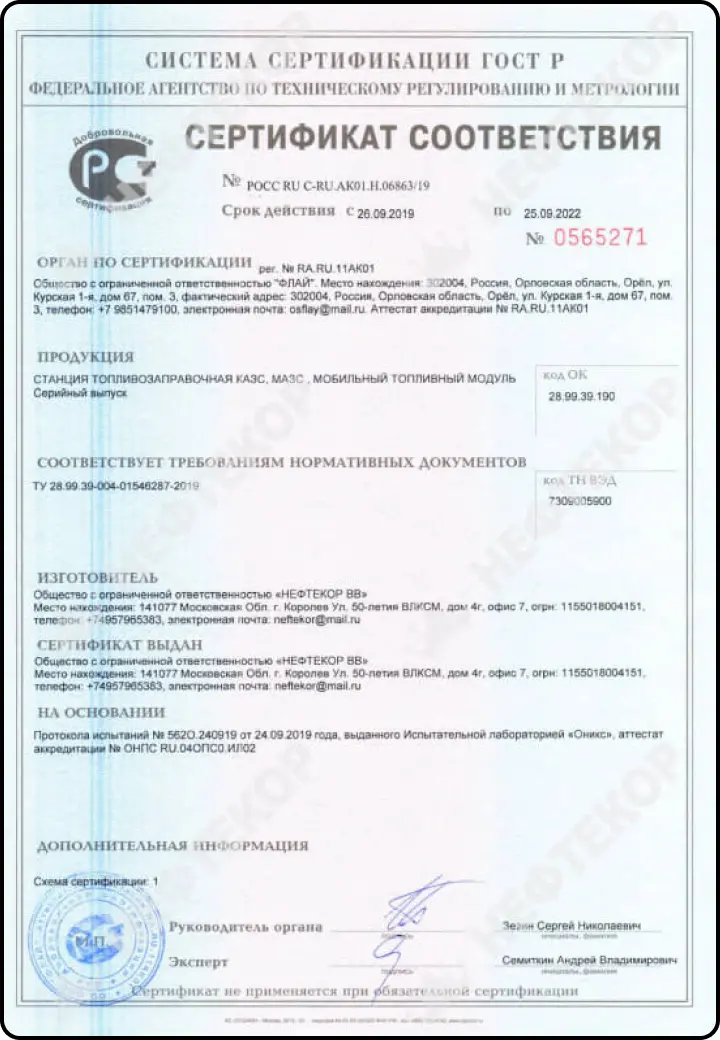 СИСТЕМА СЕРТИФИКАЦИИ ГОСТ Р
ФЕДЕРАЛЬНОЕ АГЕНТСТВО ПО ТЕХНИЧЕСКОМУ РЕГУЛИРОВАНИЮ И МЕТРОЛОГИИ
Добровольная
РС
сертификация
СЕРТИФИКАТ СООТВЕТСТВИЯ
№ РОСС RU C-RU.АК01.Н.06863/19
Срок действия с 26.09.2019 по 25.09.2022
№ 0565271
ОРГАН ПО СЕРТИФИКАЦИИ рег. № RA.RU.11АК01
Общество с ограниченной ответственностью "ФЛАЙ". Место нахождения: 302004, Россия, Орловская область, Орёл, ул.
Курская 1-я, дом 67, пом. 3, фактический адрес: 302004, Россия, Орловская область, Орёл, ул. Курская 1-я, дом 67, пом.
3, телефон: +7 9851479100, электронная почта: osflay@mail.ru. Аттестат аккредитации № RA.RU.11АК01
ПРОДУКЦИЯ
СТАНЦИЯ ТОПЛИВОЗАПРАВОЧНАЯ КАЗС, МАЗС , МОБИЛЬНЫЙ ТОПЛИВНЫЙ МОДУЛЬ
Серийный выпуск
код ОК
28.99.39.190
СООТВЕТСТВУЕТ ТРЕБОВАНИЯМ НОРМАТИВНЫХ ДОКУМЕНТОВ
ТУ 28.99.39-004-01546287-2019
код ТН ВЭД
7309005900
ИЗГОТОВИТЕЛЬ
Общество с ограниченной ответственностью «НЕФТЕКОР ВВ»
Место нахождения: 141077 Московская Обл. г. Королев Ул. 50-летия ВЛКСМ, дом 4г, офис 7, огрн: 1155018004151,
телефон: +74957965383, электронная почта: neftekor@mail.ru
СЕРТИФИКАТ ВЫДАН
Общество с ограниченной ответственностью «НЕФТЕКОР ВВ»
Место нахождения: 141077 Московская Обл. г. Королев Ул. 50-летия ВЛКСМ, дом 4г, офис 7, огрн: 1155018004151,
телефон: +74957965383, электронная почта: neftekor@mail.ru
НА ОСНОВАНИИ
Протокола испытаний № 562О.240919 от 24.09.2019 года, выданного Испытательной лабораторией «Оникс», аттестат
аккредитации № ОНПС RU.04ОПС0.ИЛ02
ДОПОЛНИТЕЛЬНАЯ ИНФОРМАЦИЯ
Схема сертификации: 1
М.П.
Руководитель органа
подпись
Зезин Сергей Николаевич
инициалы, фамилия
Эксперт
подпись
Семиткин Андрей Владимирович
инициалы, фамилия
Сертификат не применяется при обязательной сертификации
НЕФТЕКОР